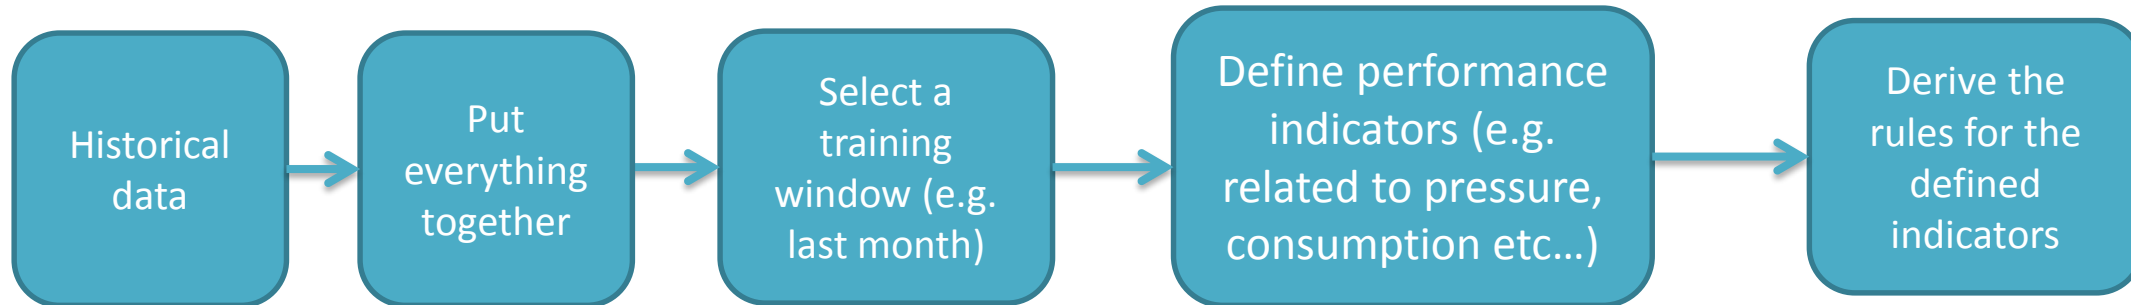 Historical
data
Put
everything
together
Select a
training
window (e.g.
last month)
Define performance
indicators (e.g.
related to pressure,
consumption etc…)
Derive the
rules for the
defined
indicators